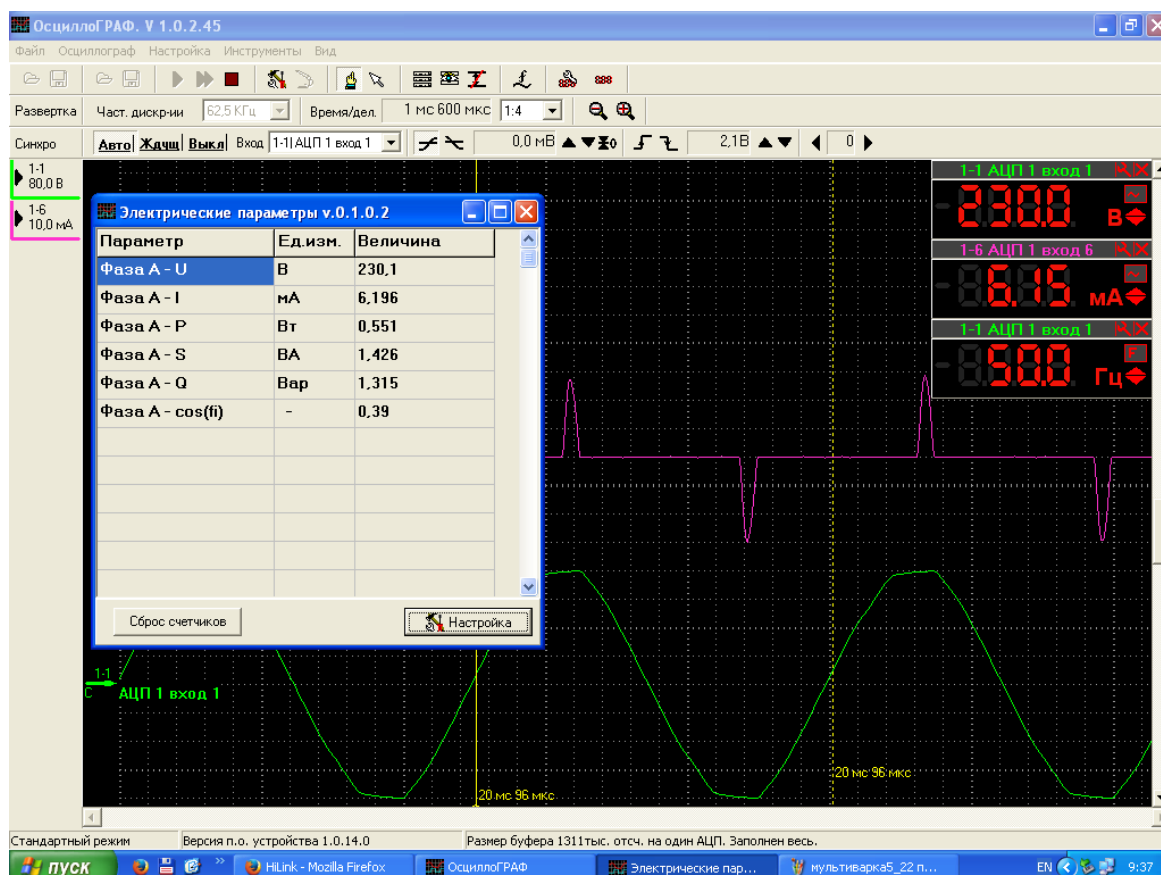 ОсциллоГРАФ. V 1.0.2.45
Файл Осциллограф Настройка Инструменты Вид
Развертка Част. дискр-ии 62,5 КГц Время/дел. 1 мс 600 мкс 1:4
Синхро Авто Ждущ Выкл Вход 1-1| АЦП 1 вход 1 0,0 мВ 2,1В 0
1-1
80,0 В
1-6
10,0 мА
Электрические параметры v.0.1.0.2
Параметр Ед.изм. Величина
Фаза A - U В 230,1
Фаза A - I мА 6,196
Фаза A - P Вт 0,551
Фаза A - S ВА 1,426
Фаза A - Q Вар 1,315
Фаза A - cos(fi) - 0,39
Сброс счетчиков Настройка
1-1 АЦП 1 вход 1
230.0 В
1-6 АЦП 1 вход 6
6.15 мА
1-1 АЦП 1 вход 1
F
50.0 Гц
1-1
C АЦП 1 вход 1
20 мс 96 мкс
20 мс 96 мкс
Стандартный режим Версия п.о. устройства 1.0.14.0 Размер буфера 1311тыс. отсч. на один АЦП. Заполнен весь.
пуск HiLink - Mozilla Firefox ОсциллоГРАФ Электрические пар... мультиварка5_22 п... EN 9:37